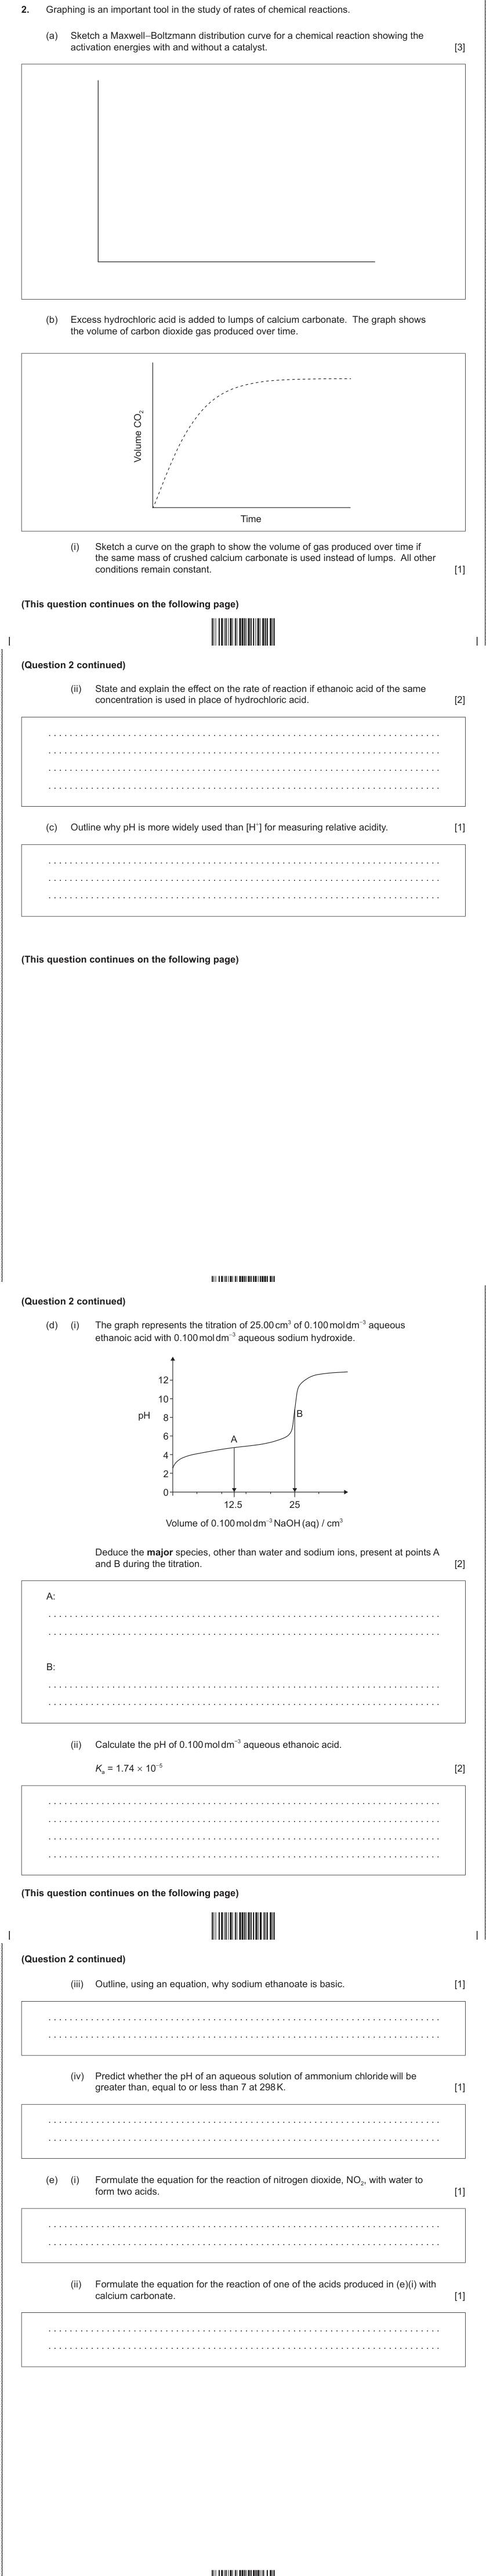 2. Graphing is an important tool in the study of rates of chemical reactions.
(a) Sketch a Maxwell–Boltzmann distribution curve for a chemical reaction showing the
activation energies with and without a catalyst. [3]
(b) Excess hydrochloric acid is added to lumps of calcium carbonate. The graph shows
the volume of carbon dioxide gas produced over time.
Volume CO₂
Time
(i) Sketch a curve on the graph to show the volume of gas produced over time if
the same mass of crushed calcium carbonate is used instead of lumps. All other
conditions remain constant. [1]
(This question continues on the following page)
(Question 2 continued)
(ii) State and explain the effect on the rate of reaction if ethanoic acid of the same
concentration is used in place of hydrochloric acid. [2]
(c) Outline why pH is more widely used than [H⁺] for measuring relative acidity. [1]
(This question continues on the following page)
(Question 2 continued)
(d) (i) The graph represents the titration of 25.00 cm³ of 0.100 mol dm⁻³ aqueous
ethanoic acid with 0.100 mol dm⁻³ aqueous sodium hydroxide.
12
10
pH 8
B
6
A
4
2
0
12.5 25
Volume of 0.100 mol dm⁻³ NaOH (aq) / cm³
Deduce the major species, other than water and sodium ions, present at points A
and B during the titration. [2]
A:
B:
(ii) Calculate the pH of 0.100 mol dm⁻³ aqueous ethanoic acid.
Kₐ = 1.74 × 10⁻⁵ [2]
(This question continues on the following page)
(Question 2 continued)
(iii) Outline, using an equation, why sodium ethanoate is basic. [1]
(iv) Predict whether the pH of an aqueous solution of ammonium chloride will be
greater than, equal to or less than 7 at 298 K. [1]
(e) (i) Formulate the equation for the reaction of nitrogen dioxide, NO₂, with water to
form two acids. [1]
(ii) Formulate the equation for the reaction of one of the acids produced in (e)(i) with
calcium carbonate. [1]